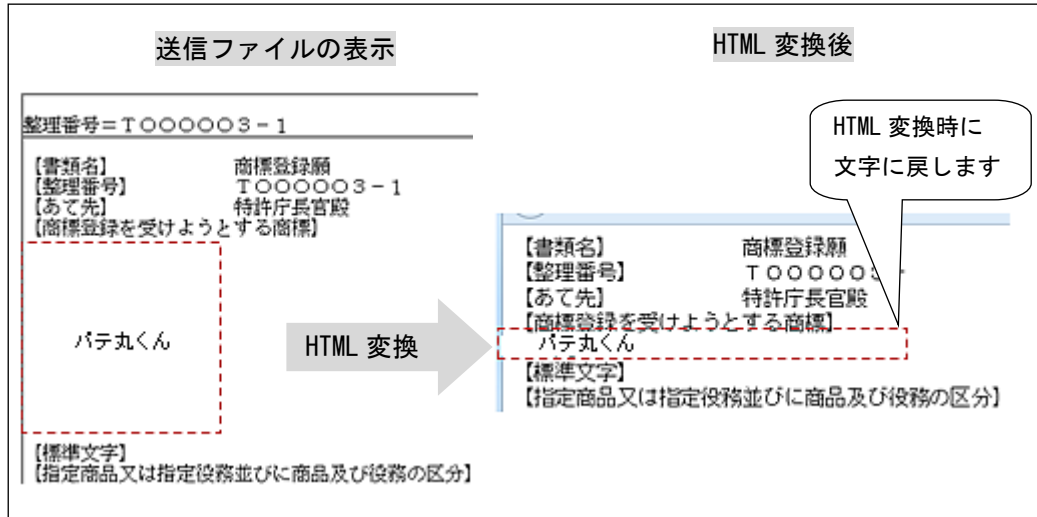 送信ファイルの表示
整理番号=T000003-1
【書類名】 商標登録願
【整理番号】 T000003-1
【あて先】 特許庁長官殿
【商標登録を受けようとする商標】
パテ丸くん
【標準文字】
【指定商品又は指定役務並びに商品及び役務の区分】
HTML 変換
HTML 変換後
HTML 変換時に
文字に戻します
【書類名】 商標登録願
【整理番号】 T000003
【あて先】 特許庁長官殿
【商標登録を受けようとする商標】
パテ丸くん
【標準文字】
【指定商品又は指定役務並びに商品及び役務の区分】